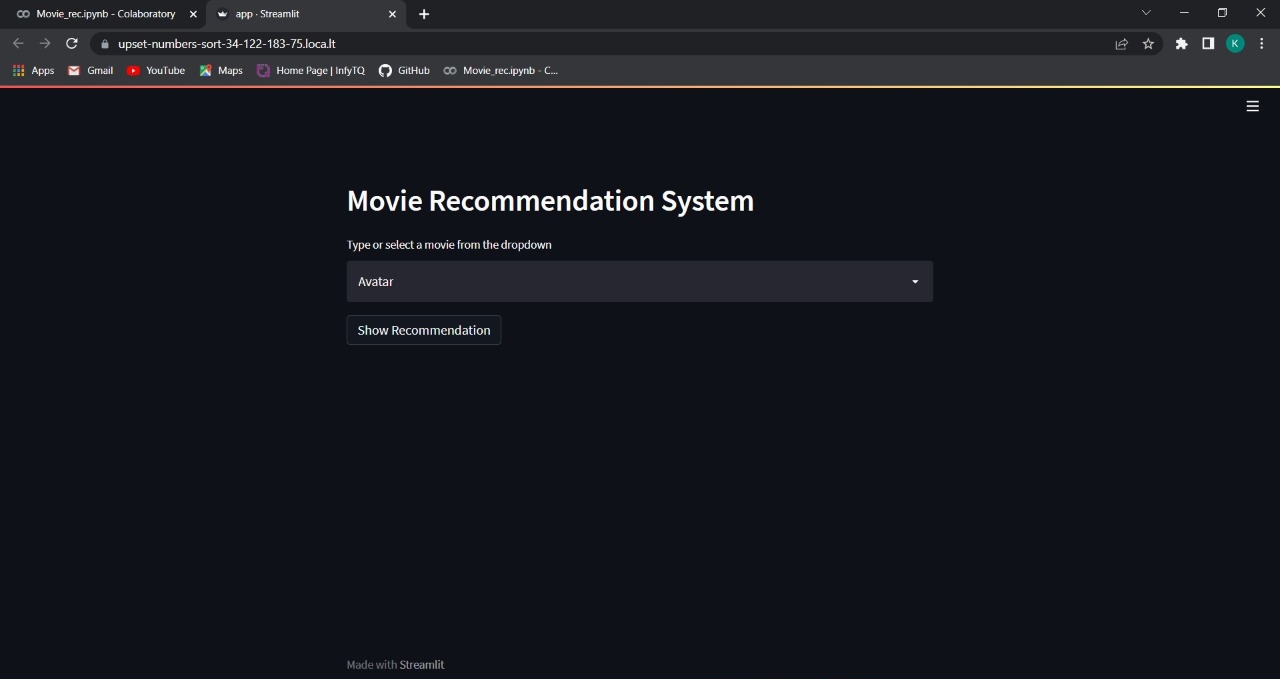 Movie_rec.ipynb - Colaboratory
app · Streamlit
upset-numbers-sort-34-122-183-75.loca.lt
K
Apps
Gmail
YouTube
Maps
Home Page | InfyTQ
GitHub
Movie_rec.ipynb - C...
Movie Recommendation System
Type or select a movie from the dropdown
Avatar
Show Recommendation
Made with Streamlit